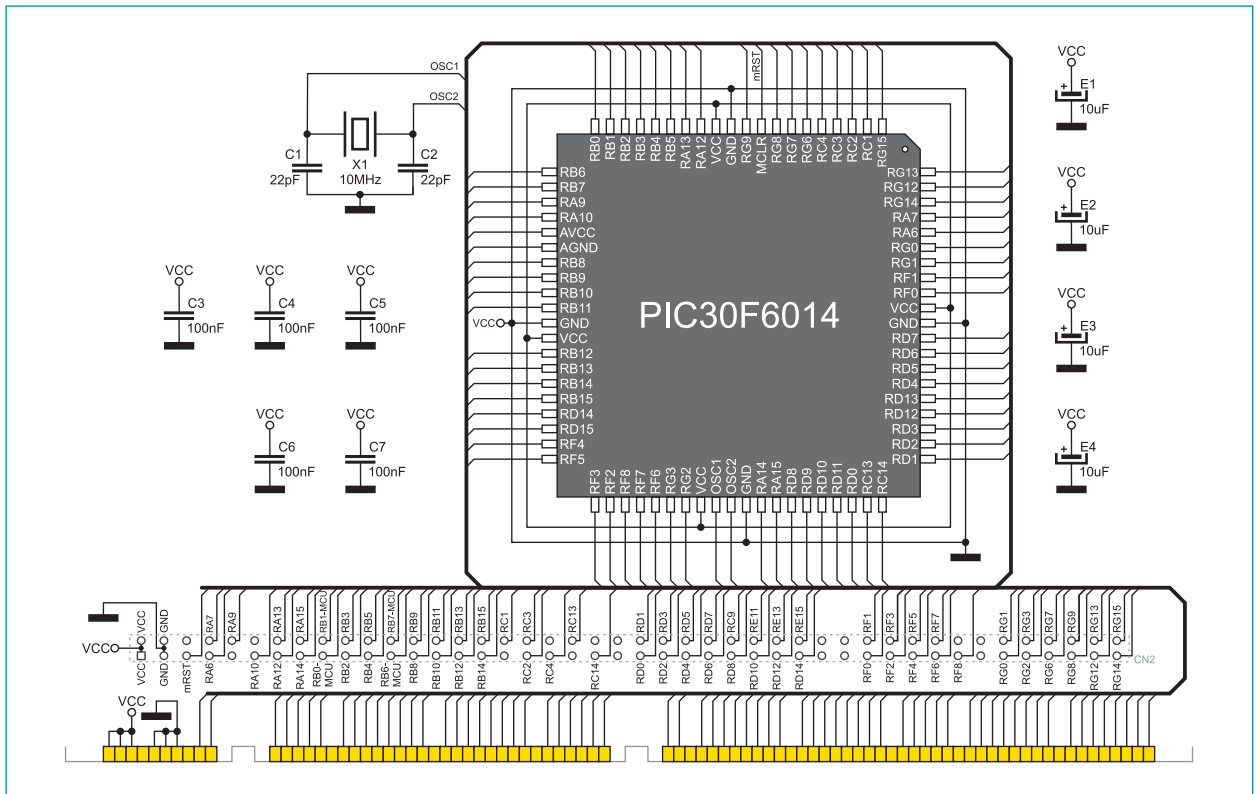 OSC1
OSC2
C1
22pF
X1
10MHz
C2
22pF
VCC
C3
100nF
VCC
C4
100nF
VCC
C5
100nF
VCC
C6
100nF
VCC
C7
100nF
mRST
RB0
RB1
RB2
RB3
RB4
RB5
RA13
RA12
VCC
GND
RG9
MCLR
RG8
RG7
RG6
RC4
RC3
RC2
RC1
RG15
RB6
RB7
RA9
RA10
AVCC
AGND
RB8
RB9
RB10
RB11
GND
VCC
RB12
RB13
RB14
RB15
RD14
RD15
RF4
RF5
VCC
PIC30F6014
RG13
RG12
RG14
RA7
RA6
RG0
RG1
RF1
RF0
VCC
GND
RD7
RD6
RD5
RD4
RD13
RD12
RD3
RD2
RD1
RF3
RF2
RF8
RF7
RF6
RG3
RG2
VCC
OSC1
OSC2
GND
RA14
RA15
RD8
RD9
RD10
RD11
RD0
RC13
RC14
VCC
E1
10uF
VCC
E2
10uF
VCC
E3
10uF
VCC
E4
10uF
VCC
GND
RA7
RA9
RA13
RA15
RB1-MCU
RB3
RB5
RB7-MCU
RB9
RB11
RB13
RB15
RC1
RC3
RC13
RD1
RD3
RD5
RD7
RC9
RE11
RE13
RE15
RF1
RF3
RF5
RF7
RG1
RG3
RG7
RG9
RG13
RG15
VCC
CN2
VCC
GND
mRST
RA6
RA10
RA12
RA14
RB0-
MCU
RB2
RB4
RB6-
MCU
RB8
RB10
RB12
RB14
RC2
RC4
RC14
RD0
RD2
RD4
RD6
RD8
RD10
RD12
RD14
RF0
RF2
RF4
RF6
RF8
RG0
RG2
RG6
RG8
RG12
RG14
VCC